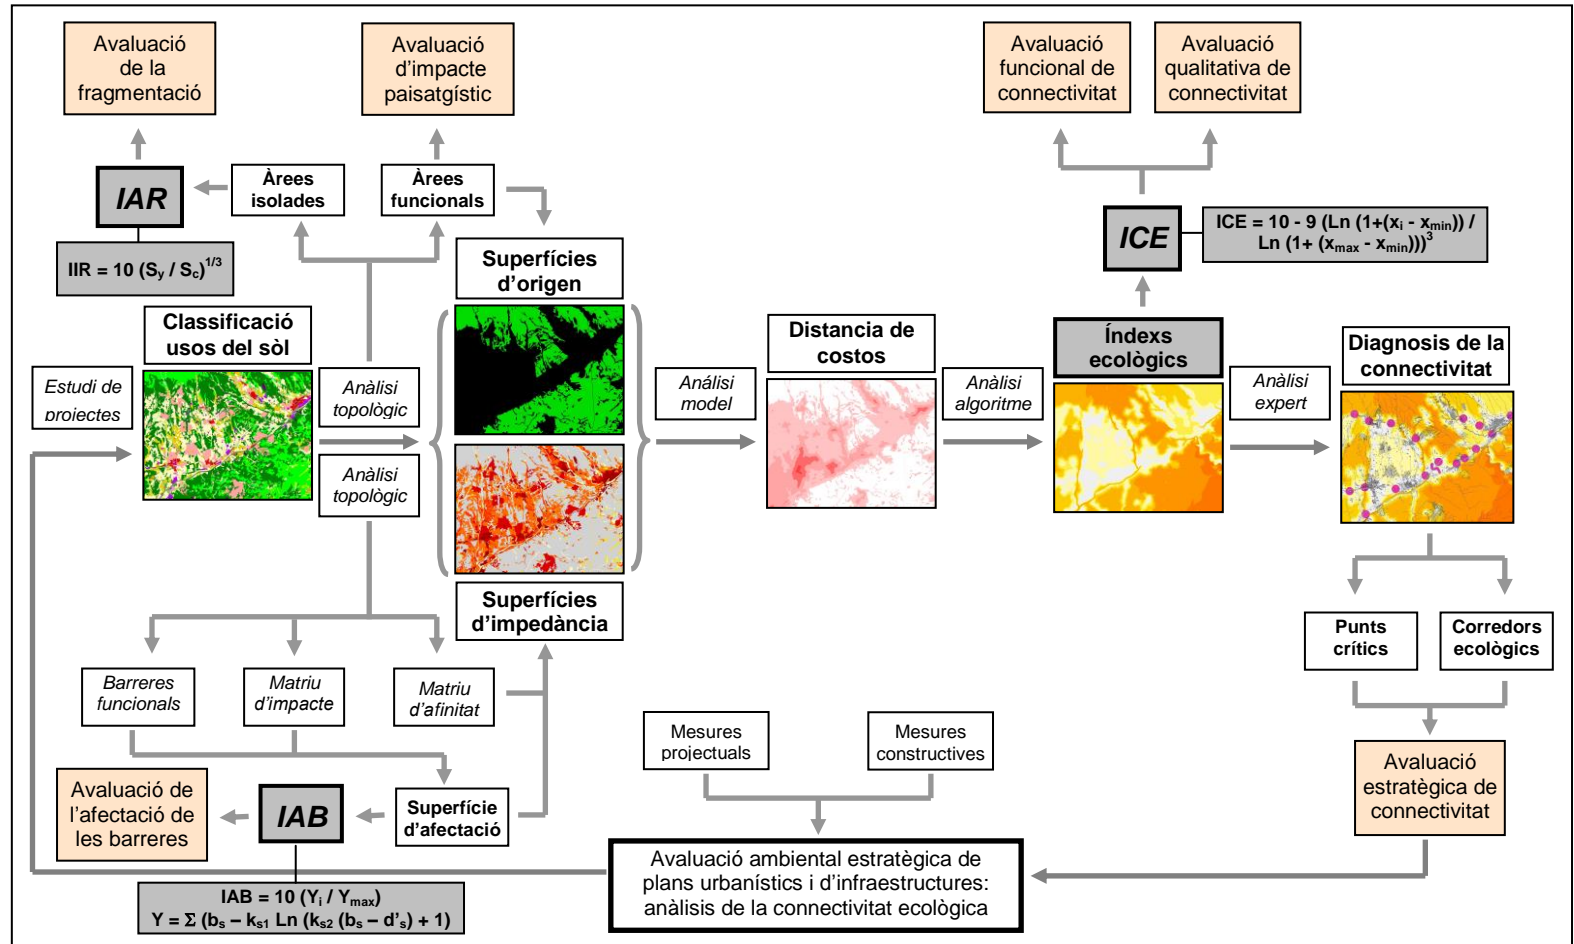 Avaluació
de la
fragmentació
Avaluació
d'impacte
paisatgístic
Avaluació
funcional de
connectivitat
Avaluació
qualitativa de
connectivitat
IAR
Àrees
isolades
Àrees
funcionals
IIR = 10 (Sy / Sc)^1/3
ICE
ICE = 10 - 9 (Ln (1+(xi - xmin)) /
Ln (1+ (xmax - xmin)))^3
Superfícies
d'origen
Classificació
usos del sòl
Distancia de
costos
Índexs
ecològics
Diagnosis de la
connectivitat
Estudi de
projectes
Anàlisi
topològic
Análisi
model
Anàlisi
algoritme
Anàlisi
expert
Anàlisi
topològic
Superfícies
d'impedància
Punts
crítics
Corredors
ecològics
Barreres
funcionals
Matriu
d'impacte
Matriu
d'afinitat
Mesures
projectuals
Mesures
constructives
Avaluació de
l'afectació de
les barreres
IAB
Superfície
d'afectació
Avaluació
estratègica de
connectivitat
Avaluació ambiental estratègica de
plans urbanístics i d'infraestructures:
anàlisis de la connectivitat ecològica
IAB = 10 (Yi / Ymax)
Y = Σ (bs – ks1 Ln (ks2 (bs – d's) + 1)